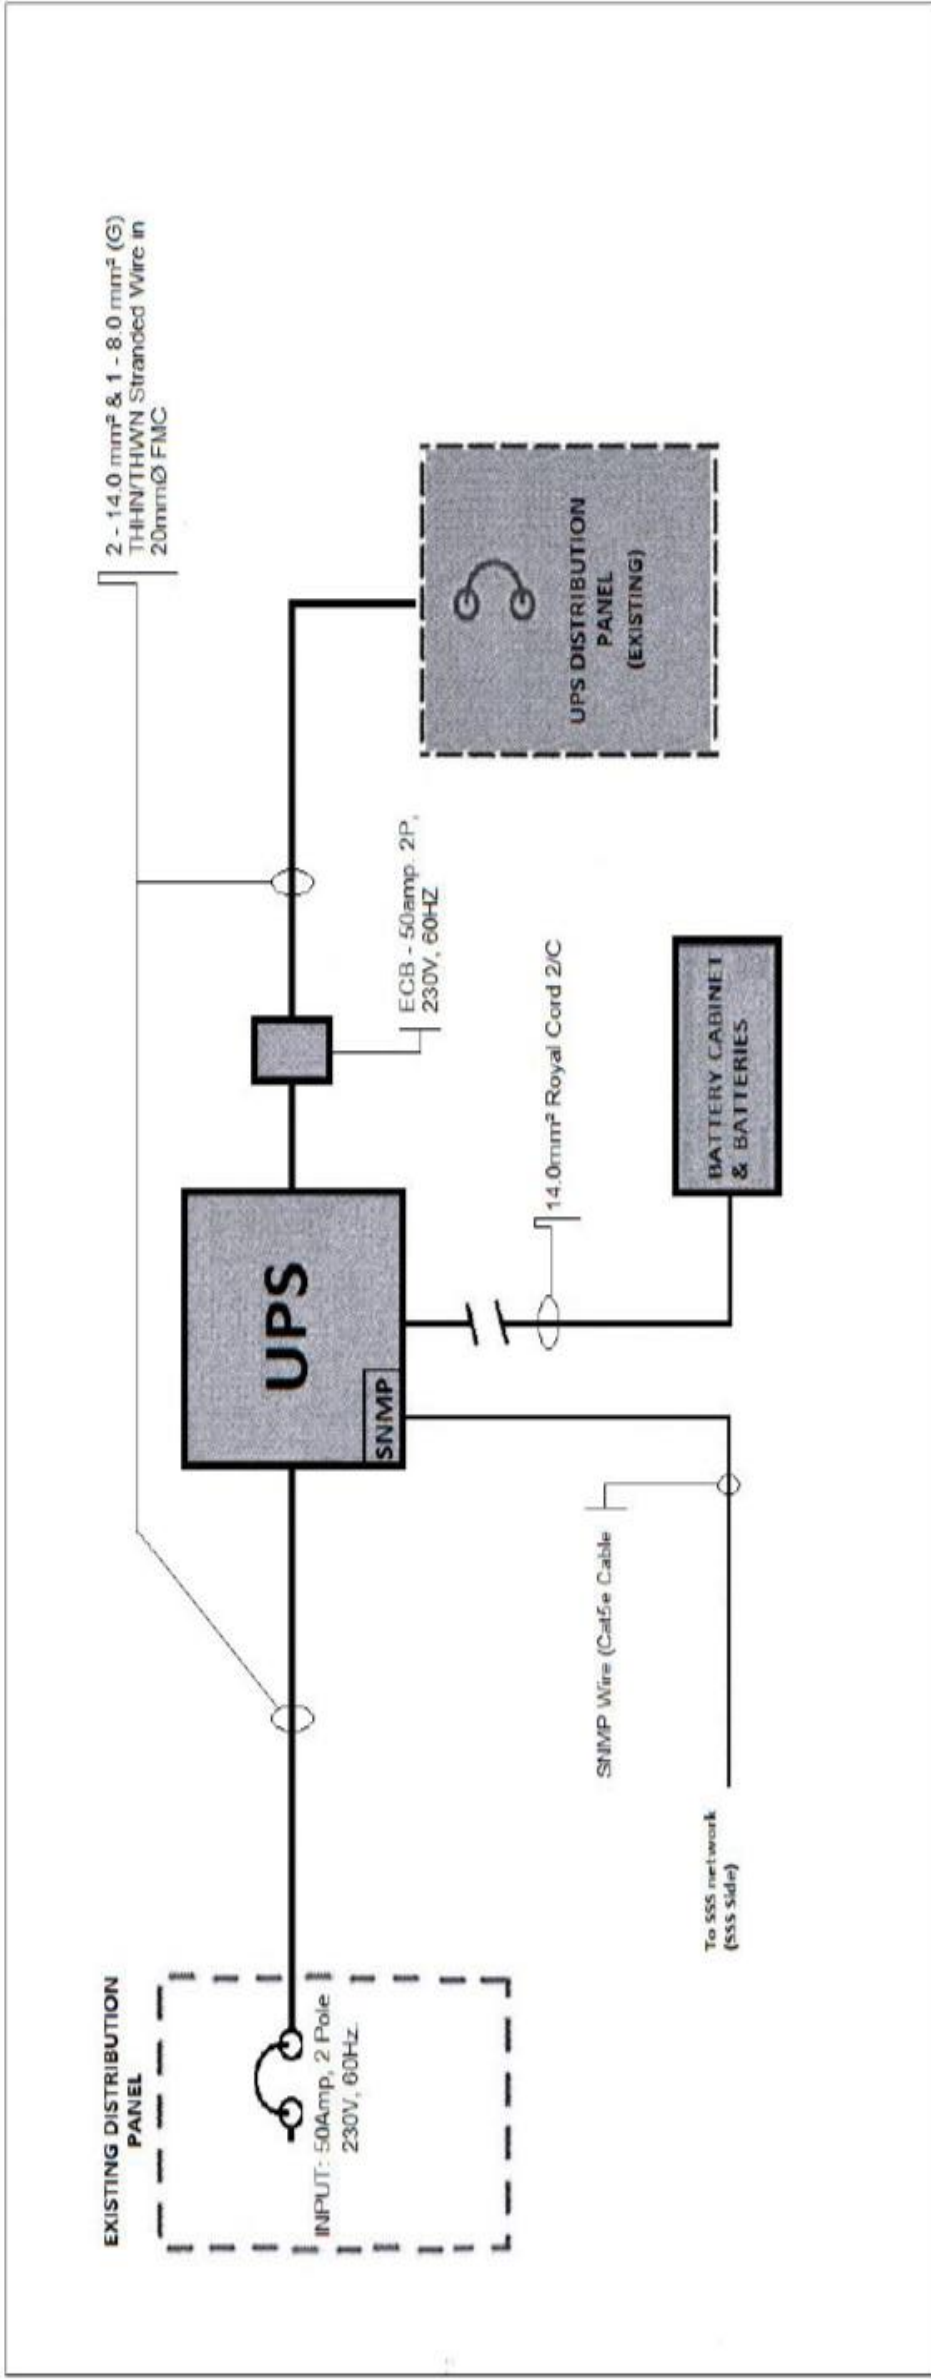 2 - 14.0 mm² & 1 - 8.0 mm² (G)
THHN/THWN Stranded Wire in
20mmØ FMC
EXISTING DISTRIBUTION
PANEL
INPUT: 50Amp, 2 Pole
230V, 60Hz.
UPS
SNMP
ECB - 50amp. 2P,
230V, 60HZ
UPS DISTRIBUTION
PANEL
(EXISTING)
14.0mm² Royal Cord 2/C
BATTERY CABINET
& BATTERIES
SNMP Wire (Cat5e Cable
To SSS network
(SSS side)